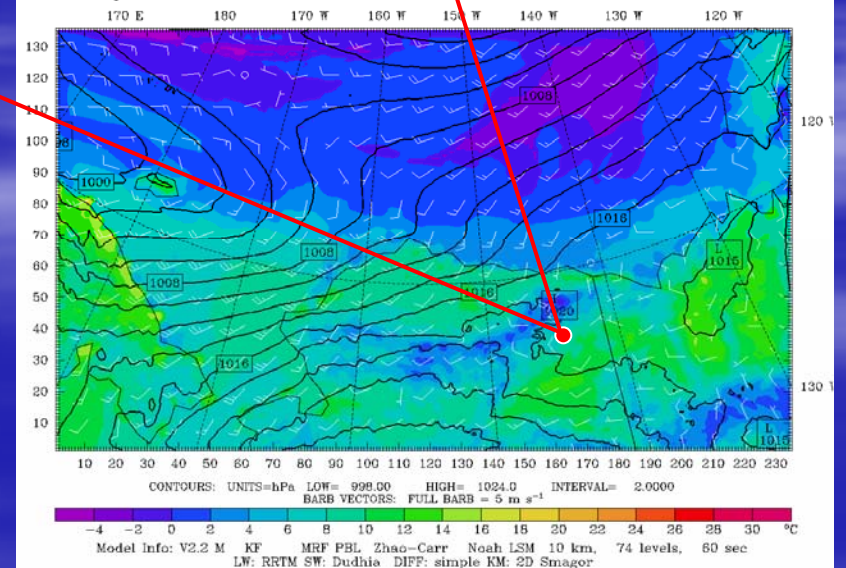 170 E 180 170 W 160 W 150 W 140 W 130 W 120 W
130
120
110
100
90
80
70
60
50
40
30
20
10
1008
1000
1016
1008
L
1015
1008
1016
1016
L
1015
130
10 20 30 40 50 60 70 80 90 100 110 120 130 140 150 160 170 180 190 200 210 220 230
CONTOURS: UNITS=hPa LOW= 998.00 HIGH= 1024.0 INTERVAL= 2.0000
BARB VECTORS: FULL BARB = 5 m s⁻¹
-4 -2 0 2 4 6 8 10 12 14 16 18 20 22 24 26 28 30 °C
Model Info: V2.2 M KF MRF PBL Zhao-Carr Noah LSM 10 km, 74 levels, 60 sec
LW: RRTM SW: Dudhia DIFF: simple KM: 2D Smagor